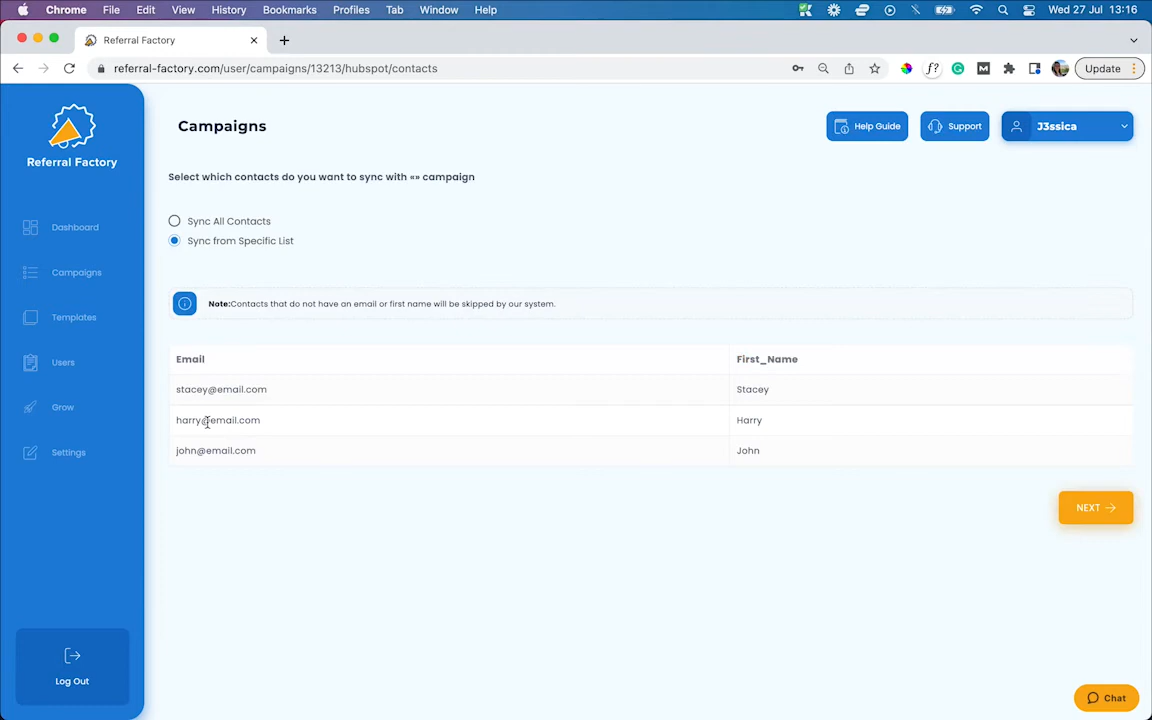 Chrome File Edit View History Bookmarks Profiles Tab Window Help Wed 27 Jul 13:16
Referral Factory
referral-factory.com/user/campaigns/13213/hubspot/contacts Update
Referral Factory
Dashboard
Campaigns
Templates
Users
Grow
Settings
Log Out
Campaigns
Help Guide
Support
J3ssica
Select which contacts do you want to sync with «» campaign
Sync All Contacts
Sync from Specific List
Note:Contacts that do not have an email or first name will be skipped by our system.
Email First_Name
stacey@email.com Stacey
harry@email.com Harry
john@email.com John
NEXT
Chat